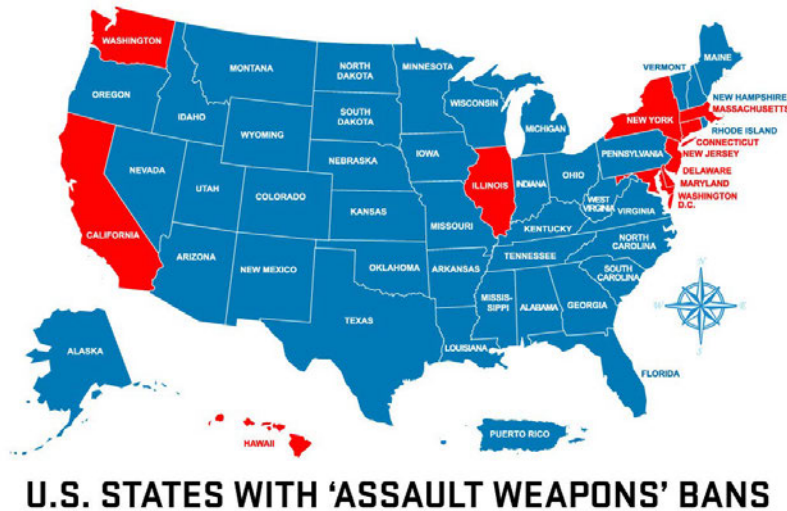 WASHINGTON
MONTANA
NORTH
DAKOTA
MINNESOTA
VERMONT
MAINE
OREGON
IDAHO
SOUTH
DAKOTA
WISCONSIN
MICHIGAN
NEW YORK
NEW HAMPSHIRE
MASSACHUSETTS
RHODE ISLAND
CONNECTICUT
NEW JERSEY
WYOMING
NEBRASKA
IOWA
PENNSYLVANIA
DELAWARE
MARYLAND
WASHINGTON
D.C.
NEVADA
UTAH
COLORADO
KANSAS
MISSOURI
ILLINOIS
INDIANA
OHIO
WEST
VIRGINIA
VIRGINIA
KENTUCKY
CALIFORNIA
ARIZONA
NEW MEXICO
OKLAHOMA
ARKANSAS
TENNESSEE
NORTH
CAROLINA
SOUTH
CAROLINA
TEXAS
LOUISIANA
MISSIS-
SIPPI
ALABAMA
GEORGIA
FLORIDA
N
W
E
S
ALASKA
HAWAII
PUERTO RICO
U.S. STATES WITH ‘ASSAULT WEAPONS’ BANS